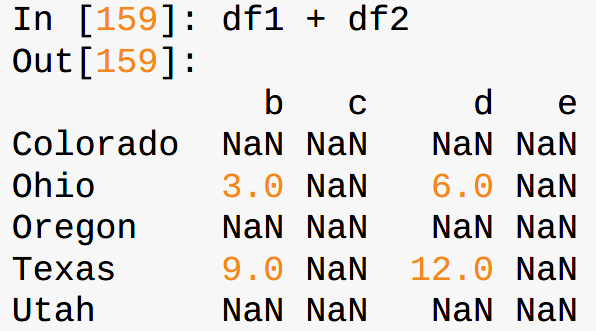 In [159]: df1 + df2
Out[159]:
            b   c     d   e
Colorado  NaN NaN   NaN NaN
Ohio      3.0 NaN   6.0 NaN
Oregon    NaN NaN   NaN NaN
Texas     9.0 NaN  12.0 NaN
Utah      NaN NaN   NaN NaN